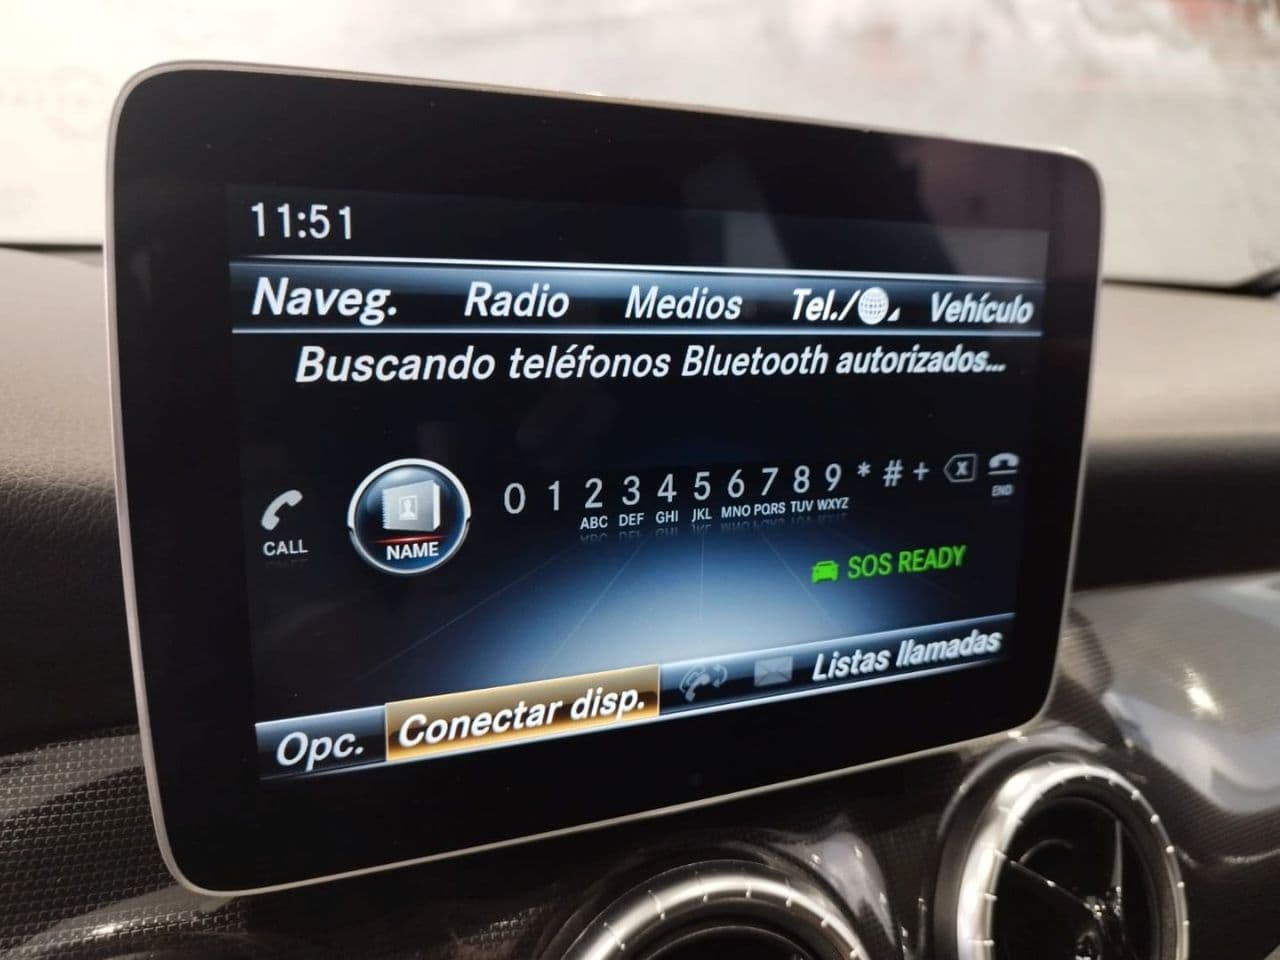 11:51
Naveg. Radio Medios Tel./ Vehículo
Buscando teléfonos Bluetooth autorizados...
0 1 2 3 4 5 6 7 8 9 * # +
ABC DEF GHI JKL MNO PQRS TUV WXYZ
X
END
CALL
NAME
SOS READY
Opc. Conectar disp. Listas llamadas